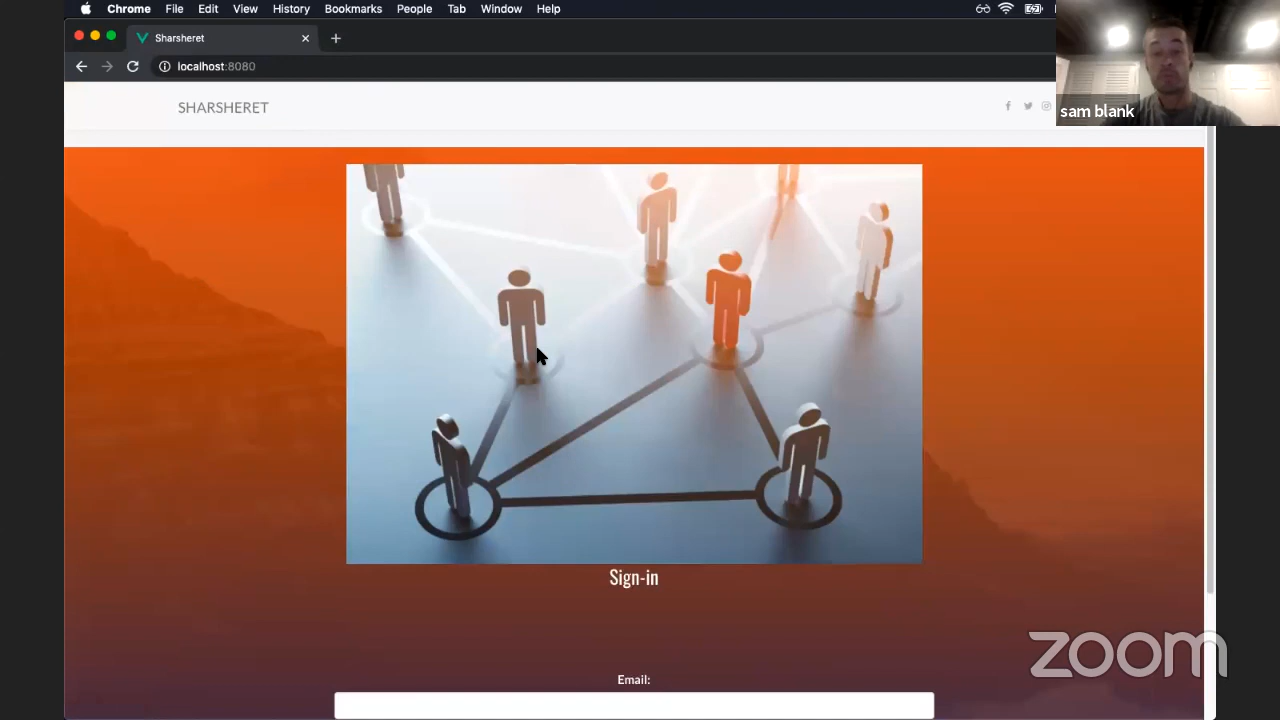 Chrome File Edit View History Bookmarks People Tab Window Help
Sharsheret
localhost:8080
SHARSHERET
sam blank
Sign-in
Email:
zoom